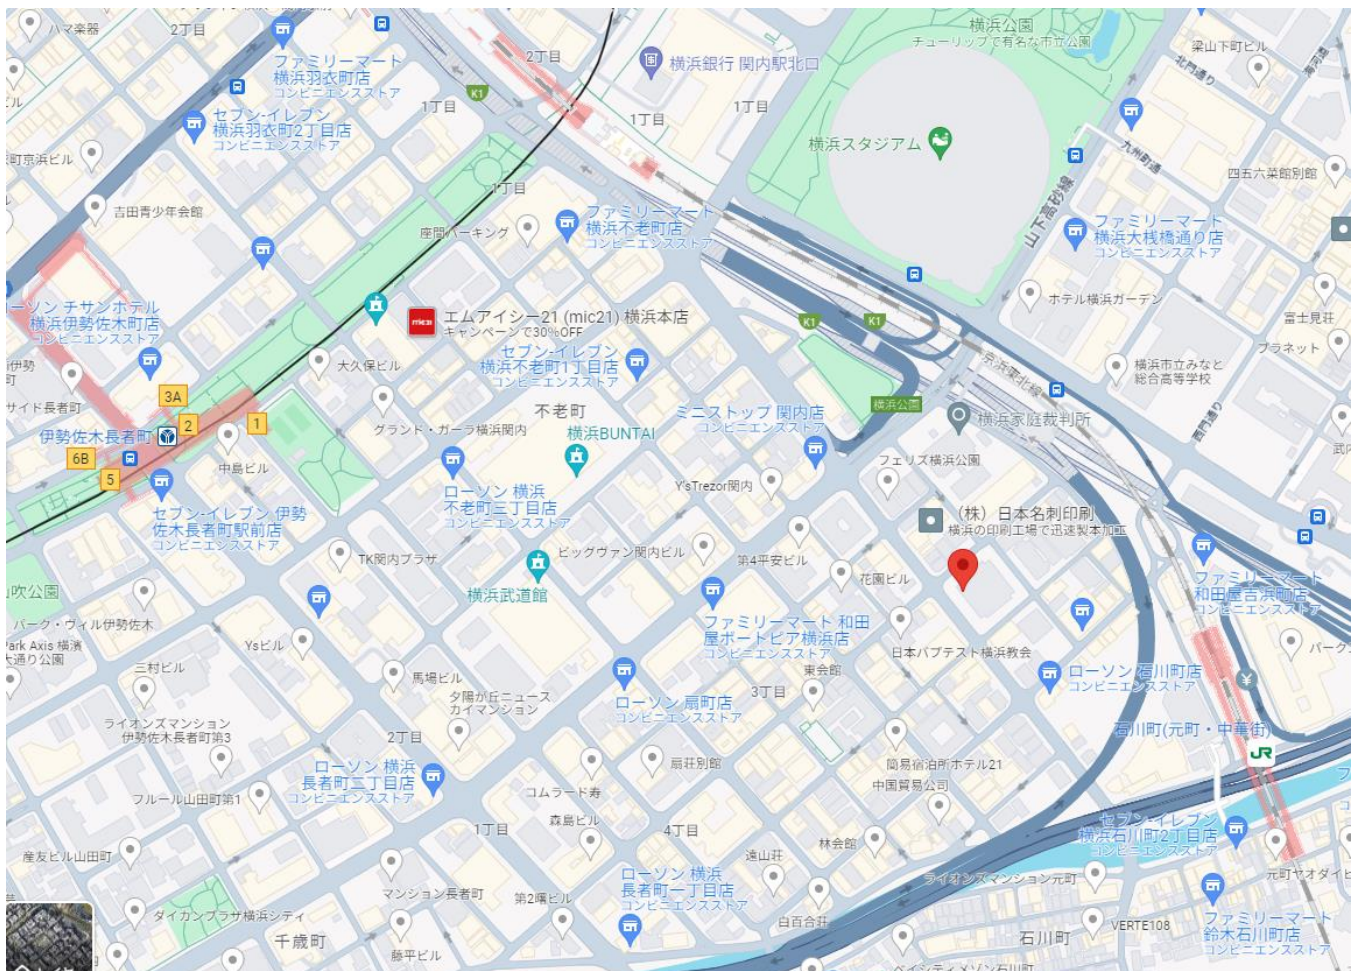 ハマ楽器
2丁目
ファミリーマート
横浜羽衣町店
コンビニエンスストア
2丁目
横浜銀行 関内駅北口
横浜公園
チューリップで有名な市立公園
梁山下町ビル
北門通り
K1
1丁目
1丁目
1丁目
セブン-イレブン
横浜羽衣町2丁目店
コンビニエンスストア
横浜スタジアム
九州町通
町京浜ビル
四五六菜館別館
1丁目
山下高砂線
吉田青少年会館
座間パーキング
ファミリーマート
横浜不老町店
コンビニエンスストア
ファミリーマート
横浜大桟橋通り店
コンビニエンスストア
ホテル横浜ガーデン
ローソン チサンホテル
横浜伊勢佐木町店
コンビニエンスストア
mic21
エムアイシー21 (mic21) 横浜本店
キャンペーンで30%OFF
K1
K1
京浜東北線
富士見荘
プラネット
大久保ビル
セブン-イレブン
横浜不老町1丁目店
コンビニエンスストア
横浜市立みなと
総合高等学校
サイド長者町
3A
2
1
伊勢佐木長者町
6B
5
中島ビル
グランド・ガーラ横浜関内
不老町
横浜BUNTAI
ミニストップ 関内店
コンビニエンスストア
横浜公園
横浜家庭裁判所
西門通り
フェリズ横浜公園
セブン-イレブン 伊勢
佐木長者町駅前店
コンビニエンスストア
ローソン 横浜
不老町三丁目店
コンビニエンスストア
Y'sTrezor関内
（株）日本名刺印刷
横浜の印刷工場で迅速製本加工
TK関内プラザ
ビッグヴァン関内ビル
第4平安ビル
花園ビル
横浜武道館
ファミリーマート
和田屋吉浜町店
コンビニエンスストア
吹公園
パーク・ヴィル伊勢佐木
ファミリーマート 和田
屋ポートピア横浜店
コンビニエンスストア
Park Axis 横濱
大通り公園
Ysビル
三村ビル
馬場ビル
東会館
日本バプテスト横浜教会
ローソン 石川町店
コンビニエンスストア
夕陽が丘ニュース
カイマンション
ローソン 扇町店
コンビニエンスストア
3丁目
ライオンズマンション
伊勢佐木長者町第3
2丁目
石川町(元町・中華街)
JR
ローソン 横浜
長者町二丁目店
コンビニエンスストア
扇荘別館
簡易宿泊所ホテル21
中国貿易公司
フルール山田町第1
コムラード寿
森島ビル
1丁目
4丁目
林会館
セブン-イレブン
横浜石川町2丁目店
コンビニエンスストア
産友ビル山田町
遠山荘
マンション長者町
第2曙ビル
ローソン 横浜
長者町一丁目店
コンビニエンスストア
ライオンズマンション元町
元町ヤオダイビ
ダイカンプラザ横浜シティ
白百合荘
千歳町
藤平ビル
石川町
VERTE108
ファミリーマート
鈴木石川町店
コンビニエンスストア
ベイシティメゾン石川町